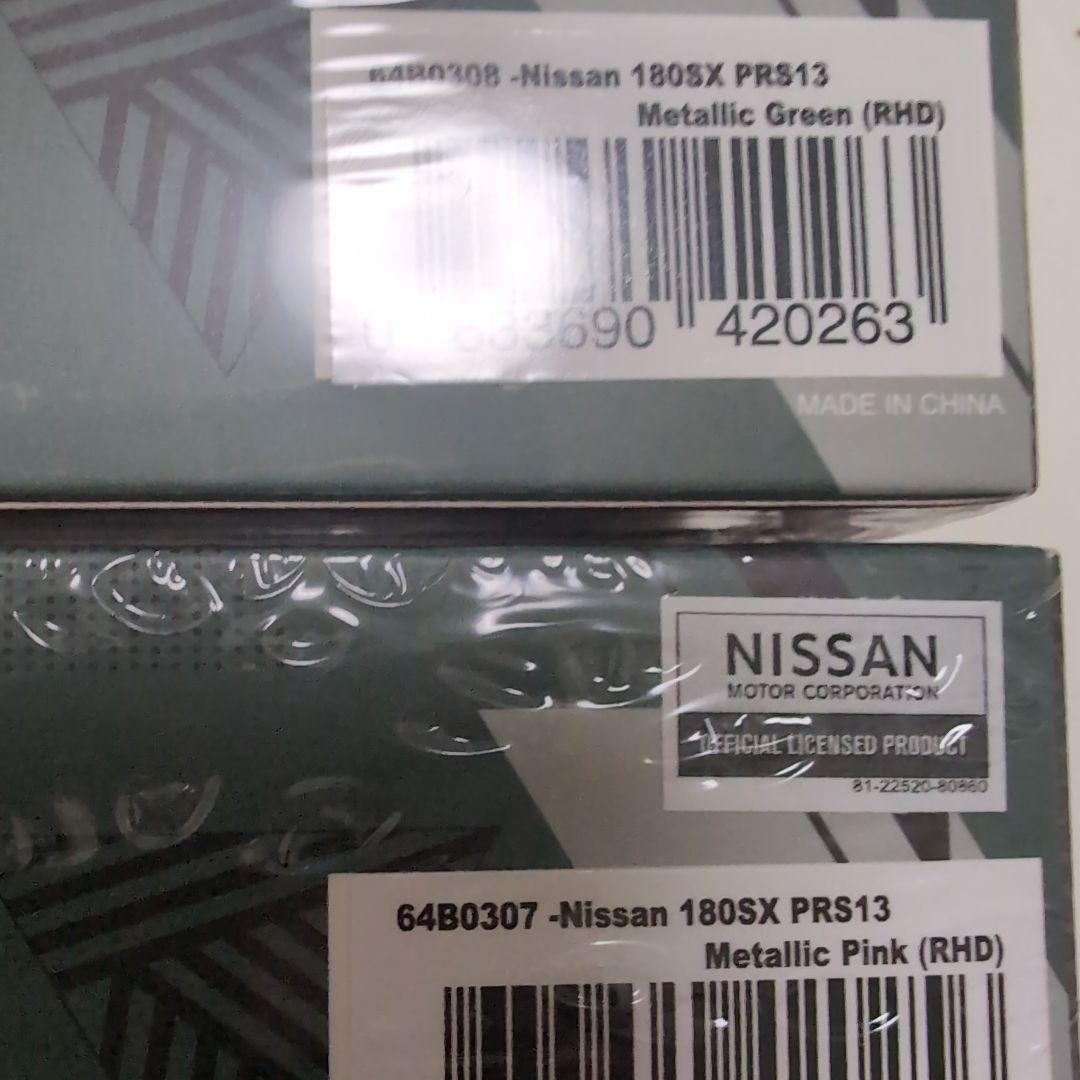 64B0308 -Nissan 180SX PRS13
Metallic Green (RHD)
420263
MADE IN CHINA
NISSAN
MOTOR CORPORATION
OFFICIAL LICENSED PRODUCT
81-22520-80860
64B0307 -Nissan 180SX PRS13
Metallic Pink (RHD)